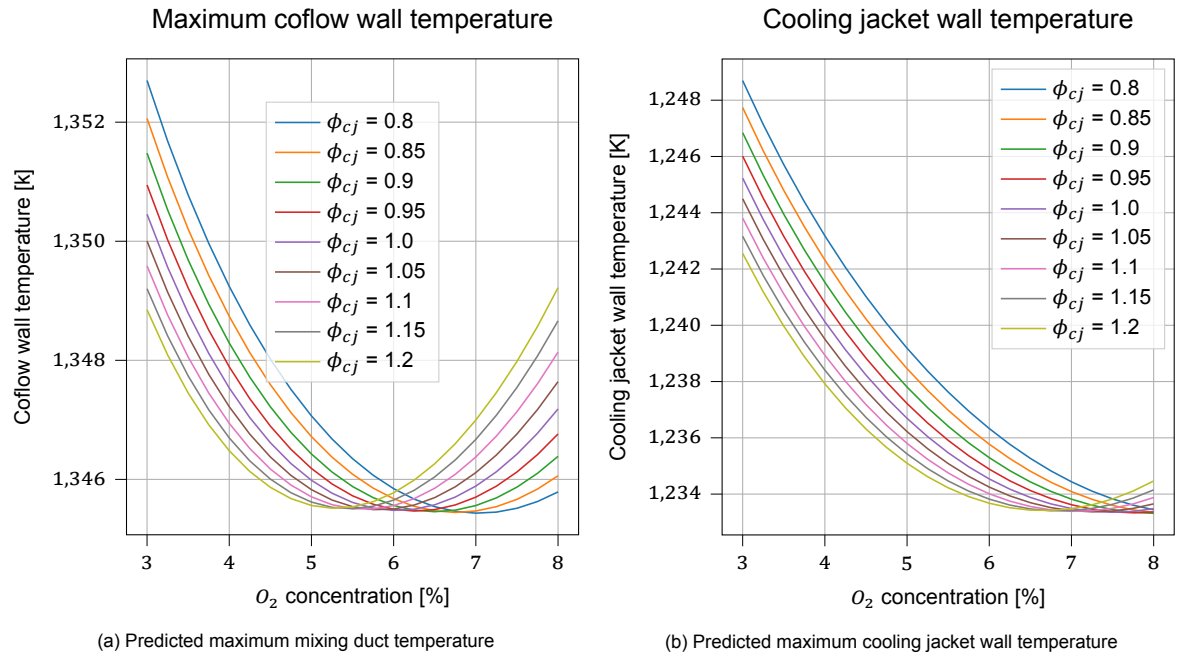 Maximum coflow wall temperature
Coflow wall temperature [k]
1,352
1,350
1,348
1,346
ϕcj = 0.8
ϕcj = 0.85
ϕcj = 0.9
ϕcj = 0.95
ϕcj = 1.0
ϕcj = 1.05
ϕcj = 1.1
ϕcj = 1.15
ϕcj = 1.2
3 4 5 6 7 8
O2 concentration [%]
(a) Predicted maximum mixing duct temperature
Cooling jacket wall temperature
Cooling jacket wall temperature [K]
1,248
1,246
1,244
1,242
1,240
1,238
1,236
1,234
ϕcj = 0.8
ϕcj = 0.85
ϕcj = 0.9
ϕcj = 0.95
ϕcj = 1.0
ϕcj = 1.05
ϕcj = 1.1
ϕcj = 1.15
ϕcj = 1.2
3 4 5 6 7 8
O2 concentration [%]
(b) Predicted maximum cooling jacket wall temperature